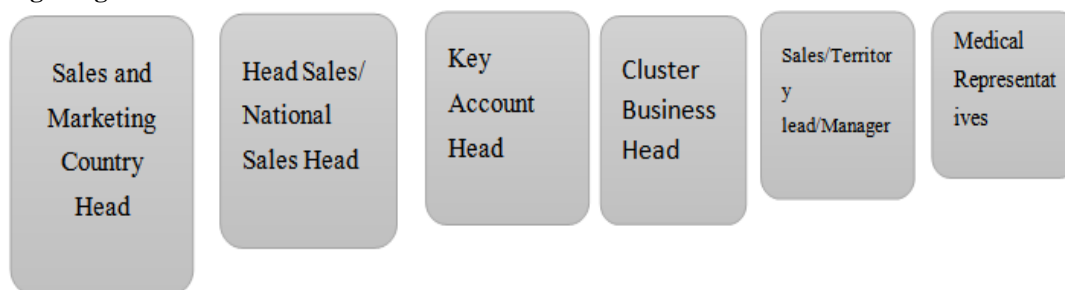 Sales and
Marketing
Country
Head
Head Sales/
National
Sales Head
Key
Account
Head
Cluster
Business
Head
Sales/Territor
y
lead/Manager
Medical
Representat
ives